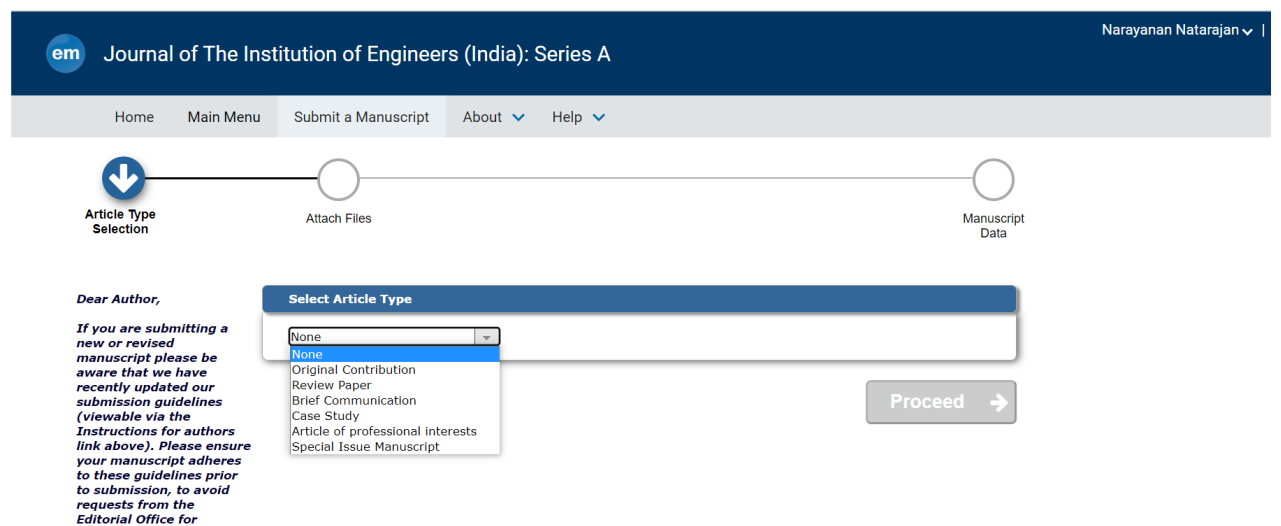 em Journal of The Institution of Engineers (India): Series A
Narayanan Natarajan |
Home Main Menu Submit a Manuscript About Help
Article Type
Selection
Attach Files
Manuscript
Data
Dear Author,
If you are submitting a
new or revised
manuscript please be
aware that we have
recently updated our
submission guidelines
(viewable via the
Instructions for authors
link above). Please ensure
your manuscript adheres
to these guidelines prior
to submission, to avoid
requests from the
Editorial Office for
Select Article Type
None
None
Original Contribution
Review Paper
Brief Communication
Case Study
Article of professional interests
Special Issue Manuscript
Proceed